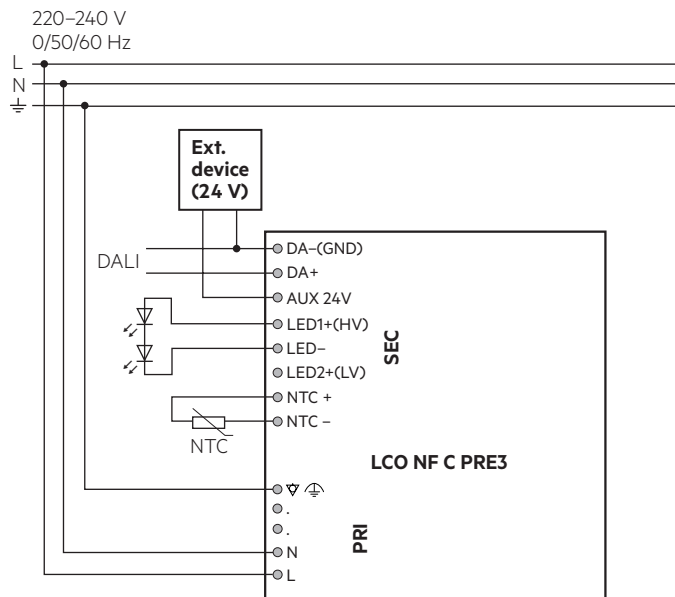 220–240 V
0/50/60 Hz
L
N
Ext.
device
(24 V)
DALI
DA–(GND)
DA+
AUX 24V
LED1+(HV)
LED–
LED2+(LV)
NTC +
NTC –
NTC
SEC
LCO NF C PRE3
.
.
PRI
N
L